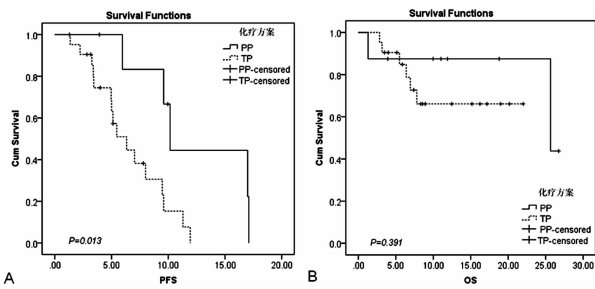 Survival Functions
化疗方案
PP
TP
PP-censored
TP-censored
Cum Survival
1.0
0.8
0.6
0.4
0.2
0.0
P=0.013
.00 5.00 10.00 15.00 20.00
PFS
A
Survival Functions
化疗方案
PP
TP
PP-censored
TP-censored
Cum Survival
1.0
0.8
0.6
0.4
0.2
0.0
P=0.391
.00 5.00 10.00 15.00 20.00 25.00 30.00
OS
B